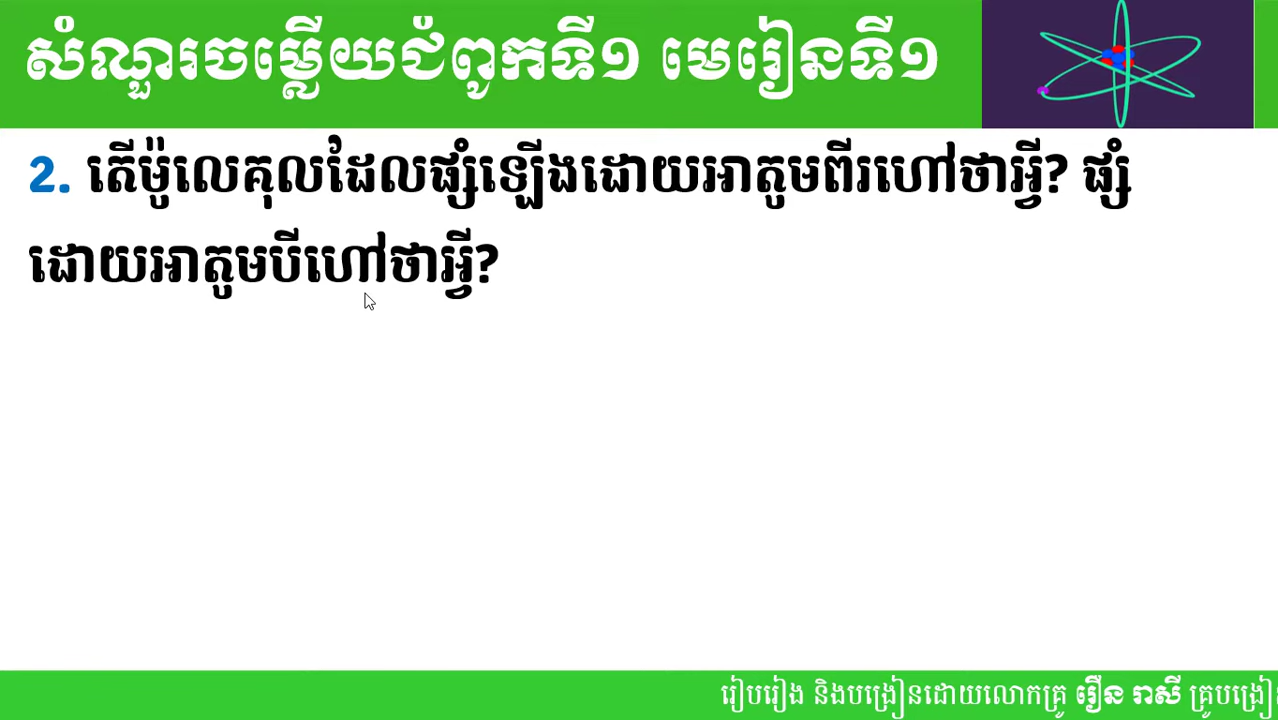 សំណួរចម្លើយជំពូកទី១ មេរៀនទី១
2. តើម៉ូលេគុលដែលផ្សំឡើងដោយអាតូមពីរហៅថាអ្វី? ផ្សំ
ដោយអាតូមបីហៅថាអ្វី?
រៀបរៀង និងបង្រៀនដោយលោកគ្រូ រឿន រាសី គ្រូបង្រៀ